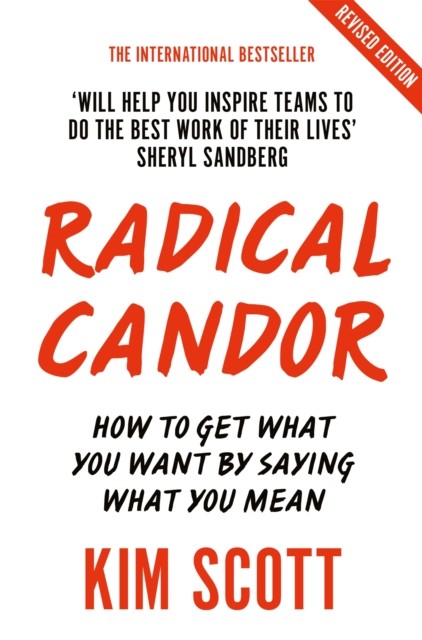 REVISED EDITION
THE INTERNATIONAL BESTSELLER
‘WILL HELP YOU INSPIRE TEAMS TO
DO THE BEST WORK OF THEIR LIVES’
SHERYL SANDBERG
RADICAL
CANDOR
HOW TO GET WHAT
YOU WANT BY SAYING
WHAT YOU MEAN
KIM SCOTT